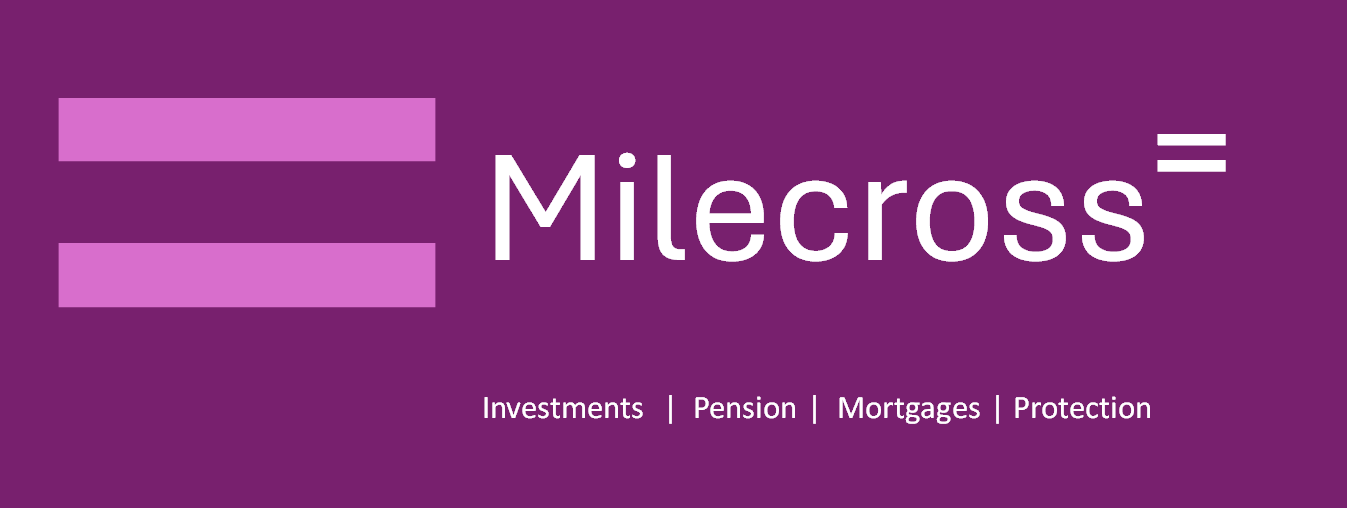 Milecross=
Investments | Pension | Mortgages | Protection